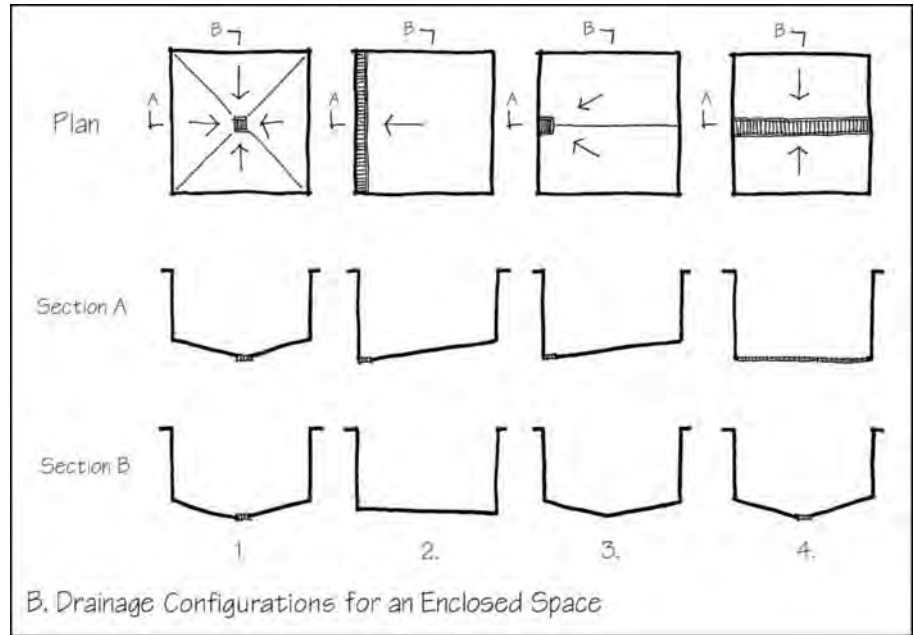 B B B B
A A A A
Plan
Section A
Section B
1 2. 3. 4.
B. Drainage Configurations for an Enclosed Space